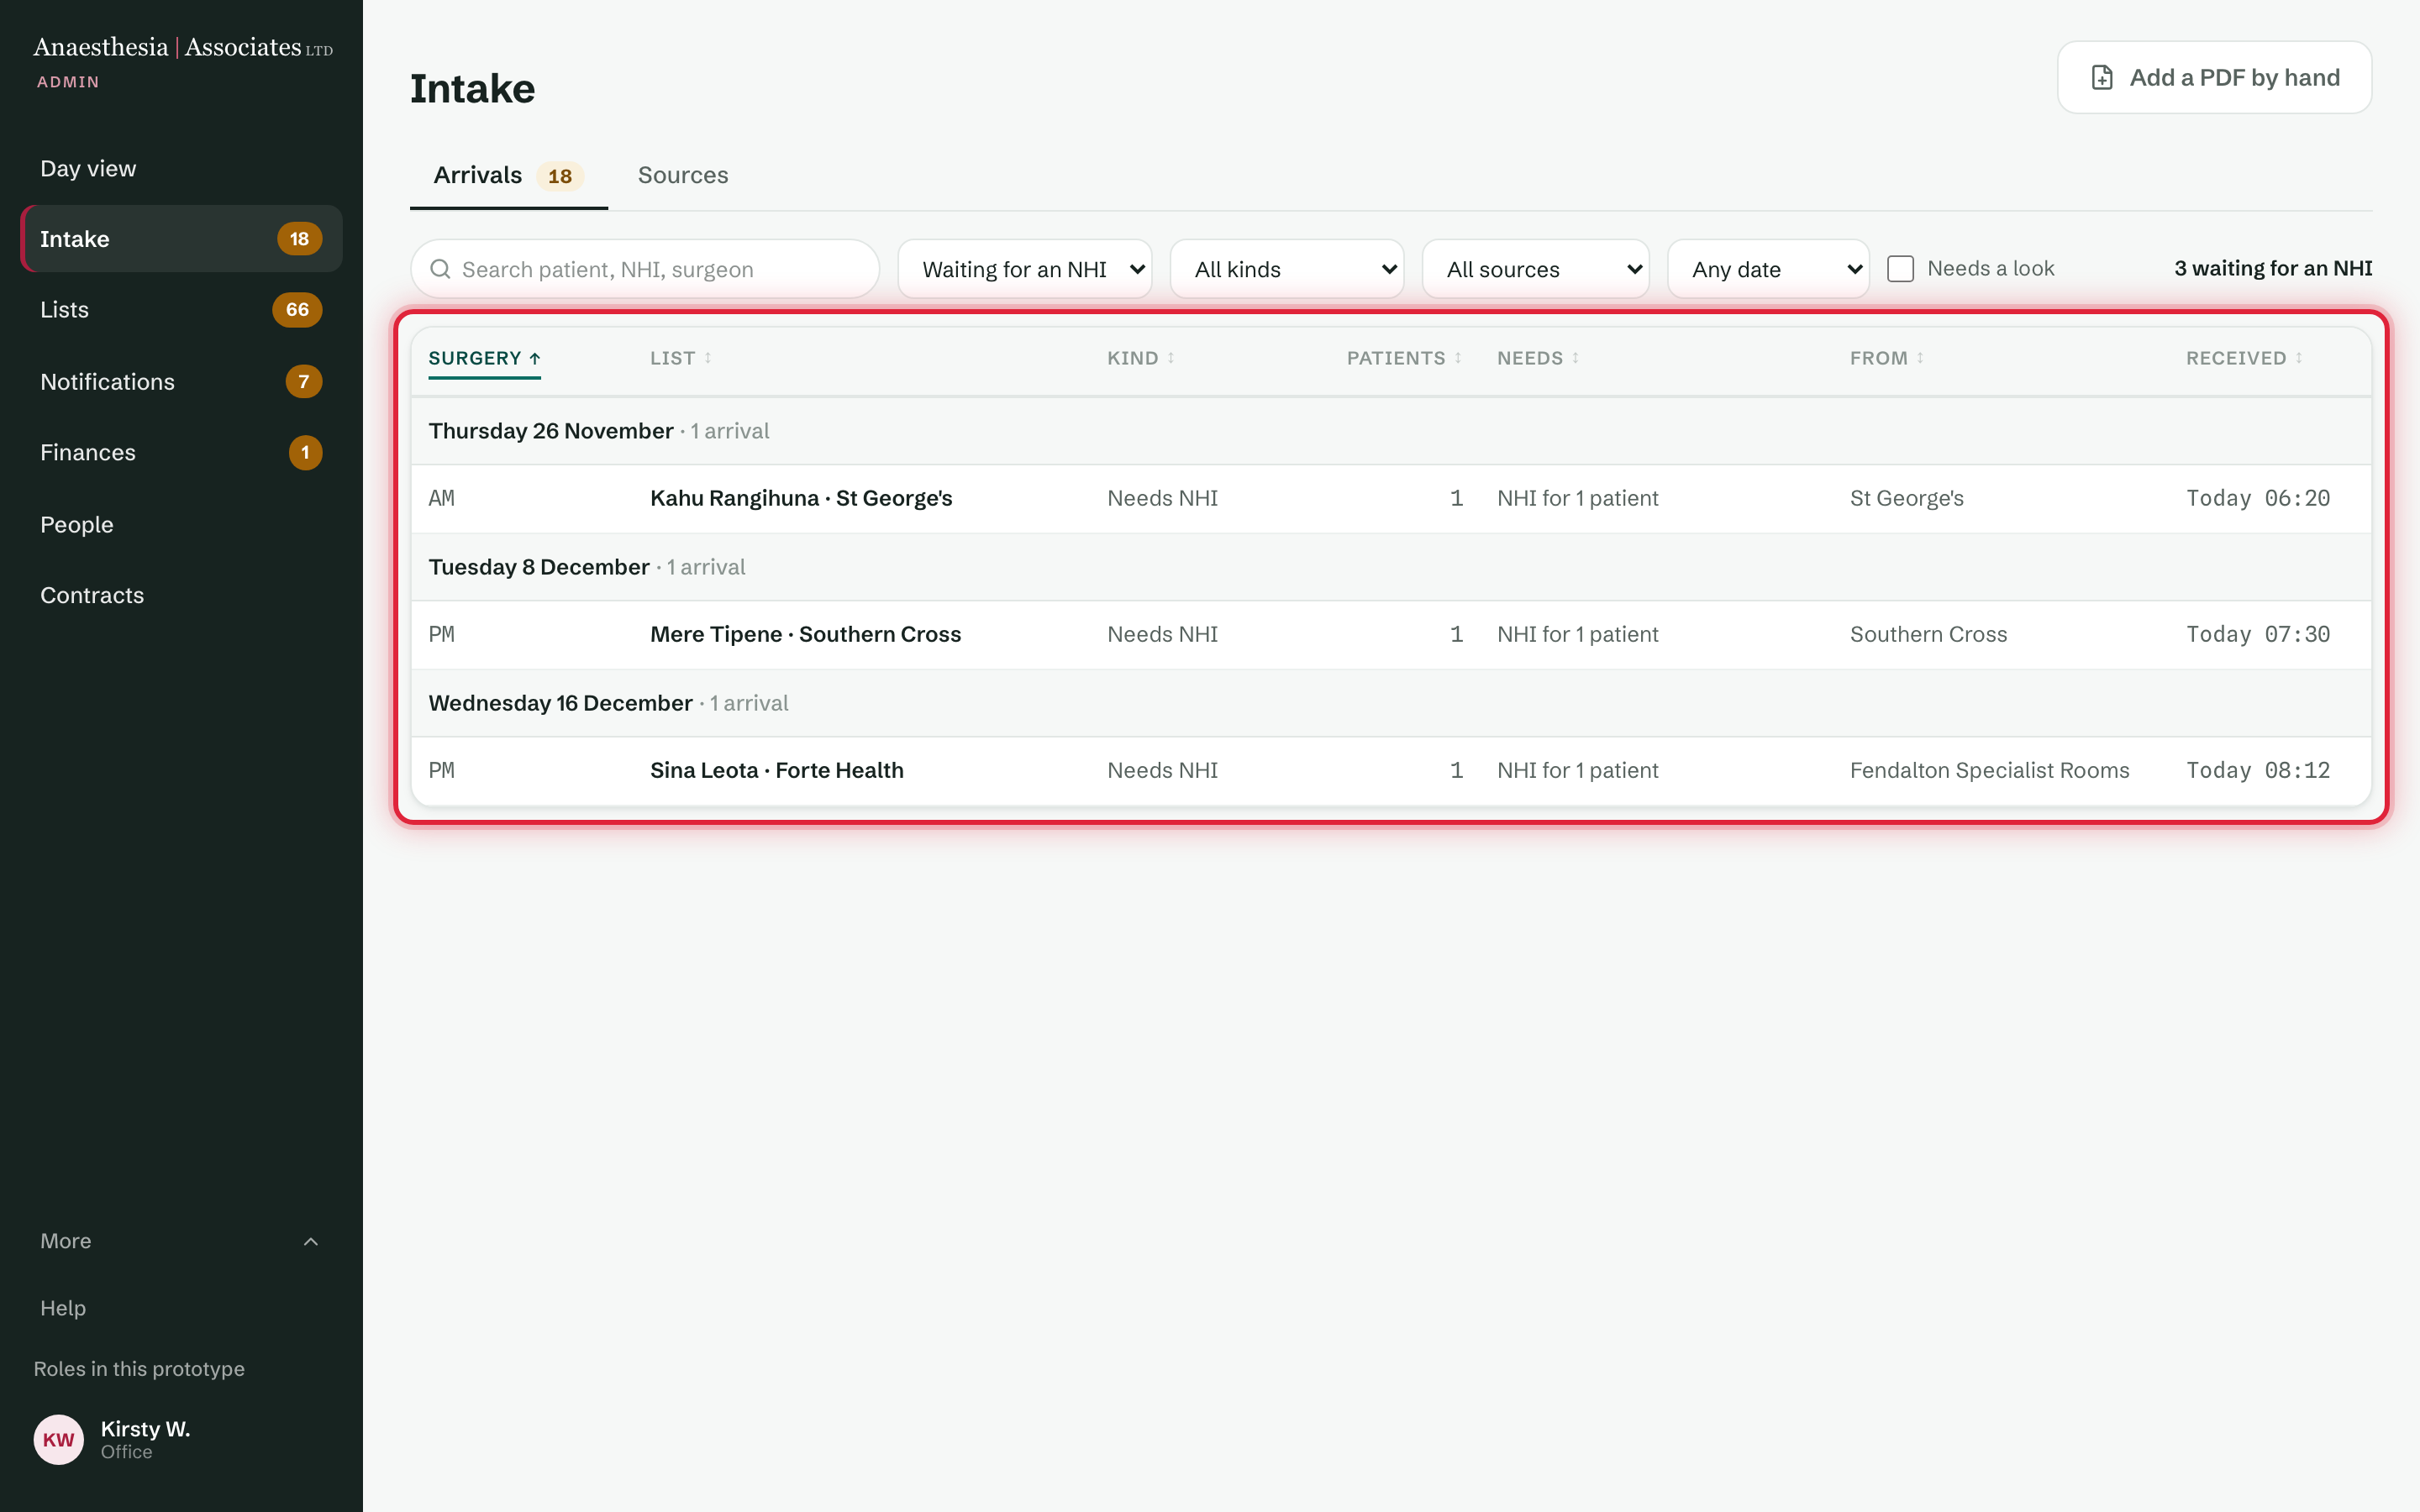 Anaesthesia | Associates LTD
ADMIN
Day view
Intake 18
Lists 66
Notifications 7
Finances 1
People
Contracts
More
Help
Roles in this prototype
KW
Kirsty W.
Office
Intake
Add a PDF by hand
Arrivals 18 Sources
Search patient, NHI, surgeon Waiting for an NHI All kinds All sources Any date Needs a look 3 waiting for an NHI
SURGERY ↑ LIST ↕ KIND ↕ PATIENTS ↕ NEEDS ↕ FROM ↕ RECEIVED ↕
Thursday 26 November · 1 arrival
AM Kahu Rangihuna · St George's Needs NHI 1 NHI for 1 patient St George's Today 06:20
Tuesday 8 December · 1 arrival
PM Mere Tipene · Southern Cross Needs NHI 1 NHI for 1 patient Southern Cross Today 07:30
Wednesday 16 December · 1 arrival
PM Sina Leota · Forte Health Needs NHI 1 NHI for 1 patient Fendalton Specialist Rooms Today 08:12